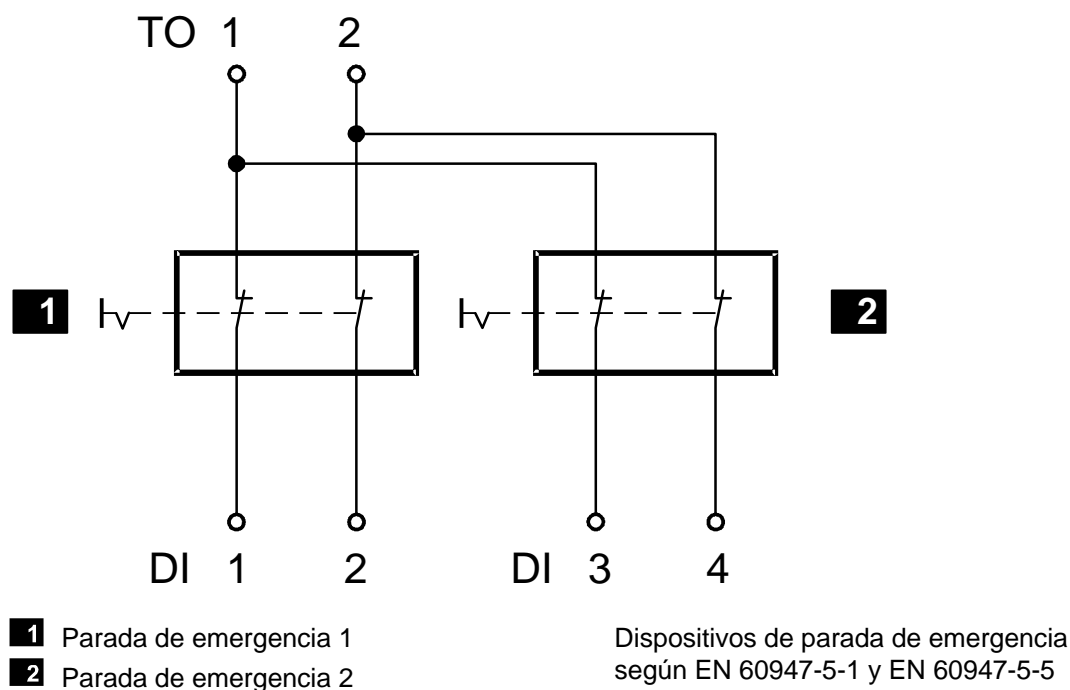 TO 1 2
1
2
DI 1 2 DI 3 4
1 Parada de emergencia 1
2 Parada de emergencia 2
Dispositivos de parada de emergencia
según EN 60947-5-1 y EN 60947-5-5